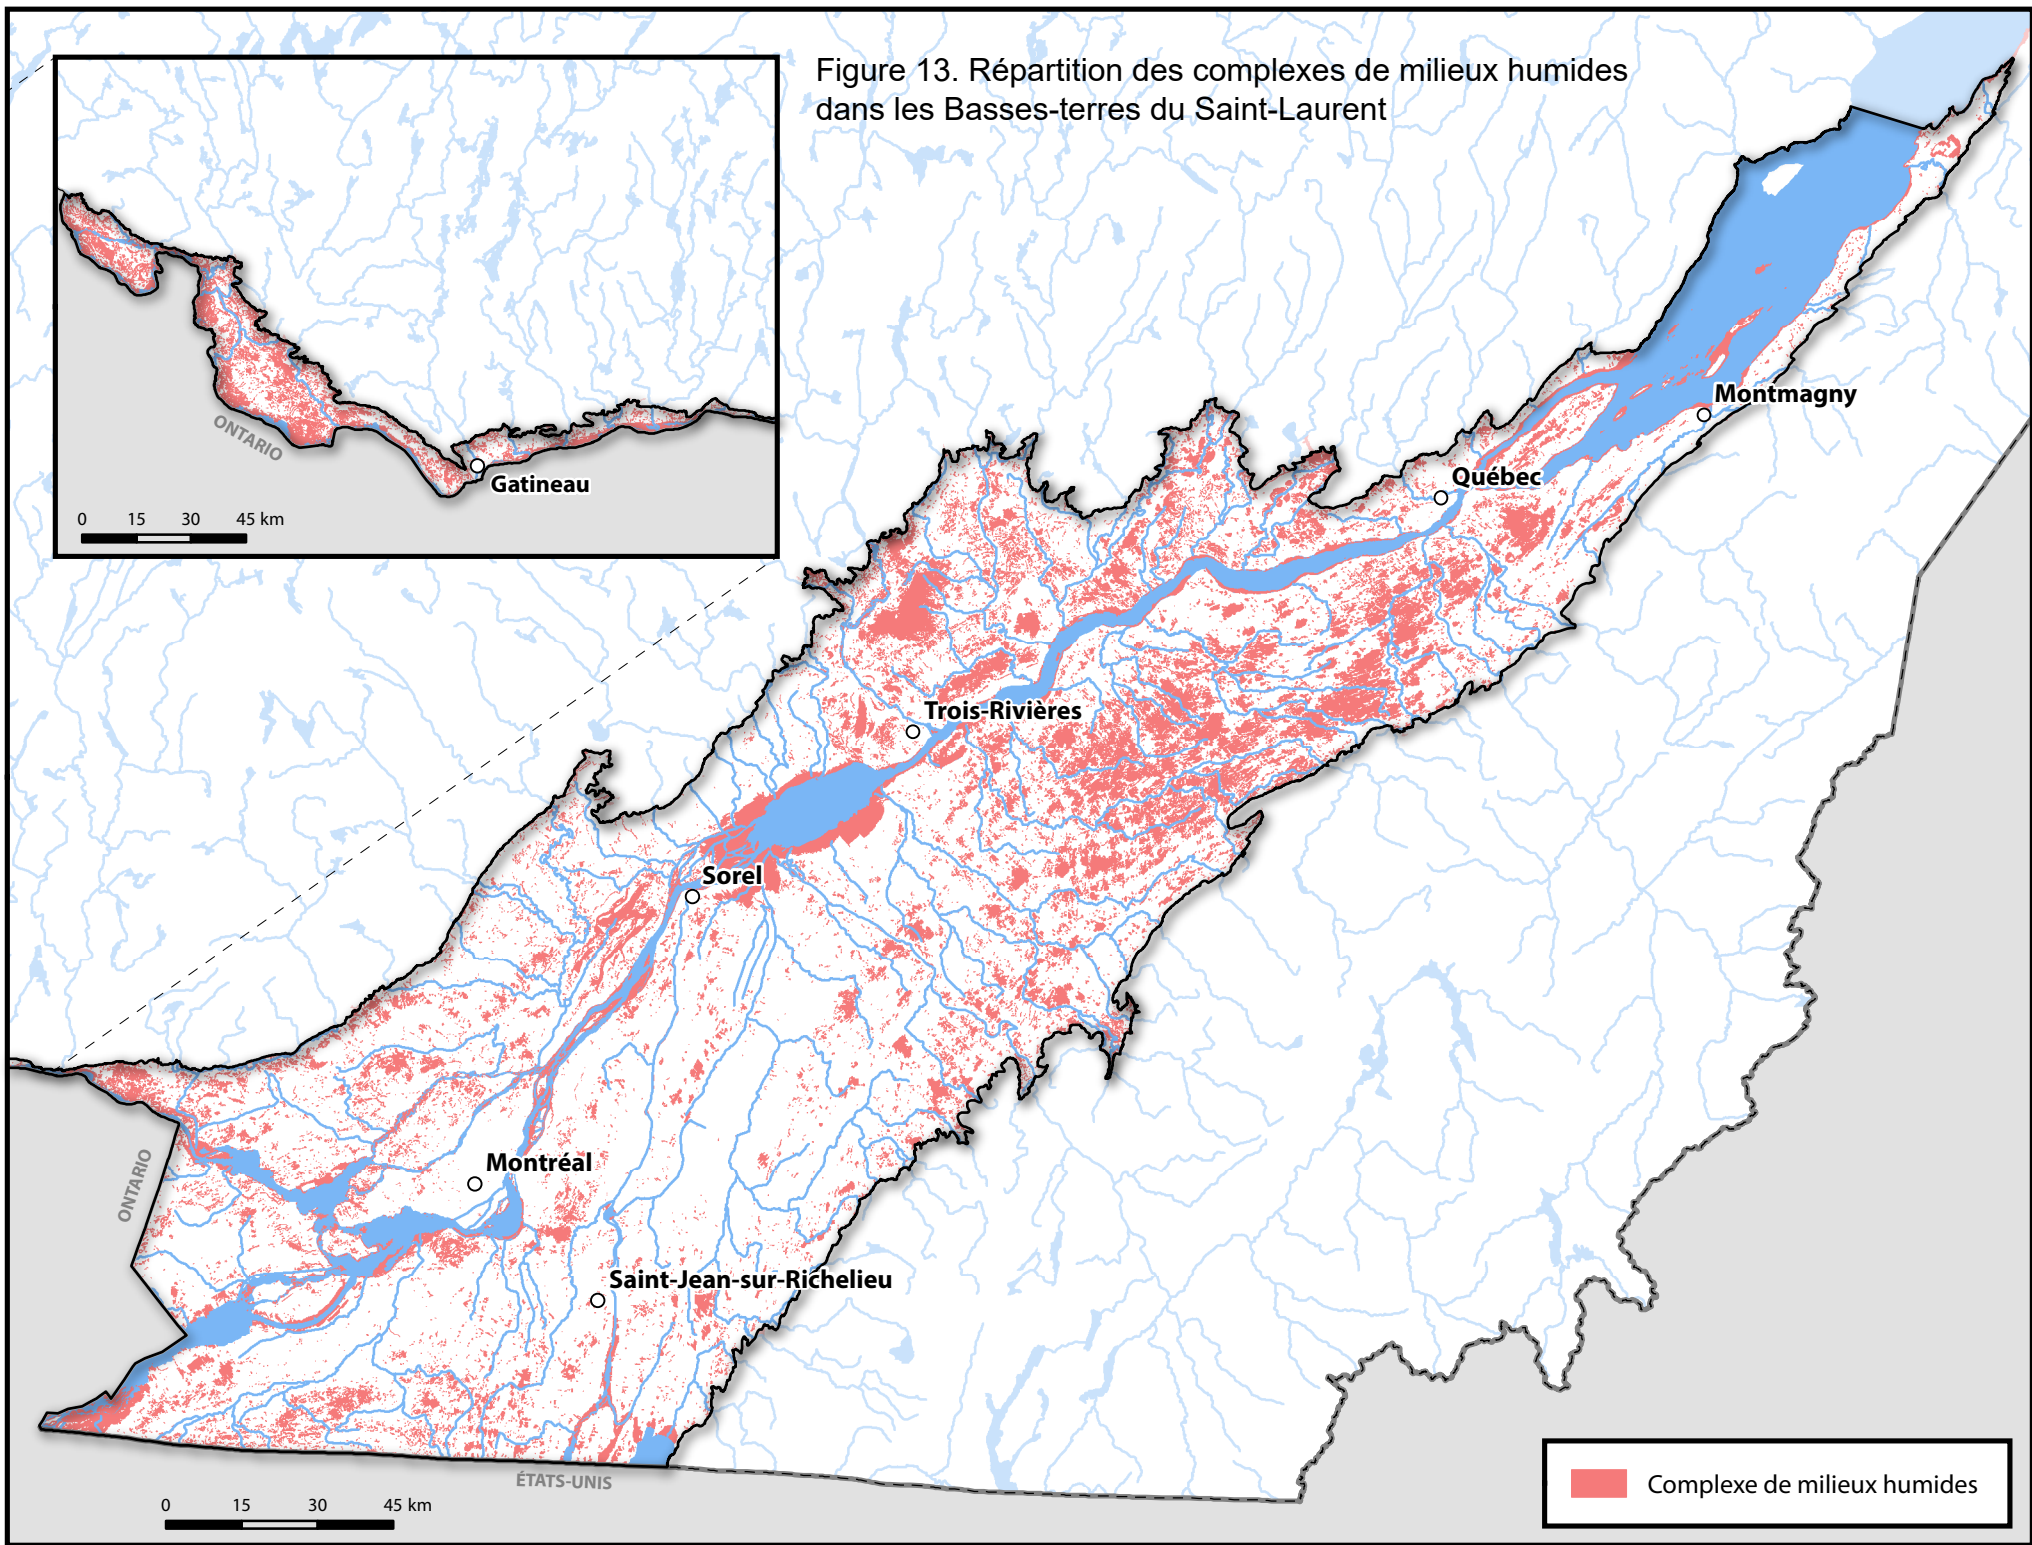 Figure 13. Répartition des complexes de milieux humides
dans les Basses-terres du Saint-Laurent
ONTARIO
Gatineau
0 15 30 45 km
Montmagny
Québec
Trois-Rivières
Sorel
Montréal
ONTARIO
Saint-Jean-sur-Richelieu
ÉTATS-UNIS
0 15 30 45 km
Complexe de milieux humides